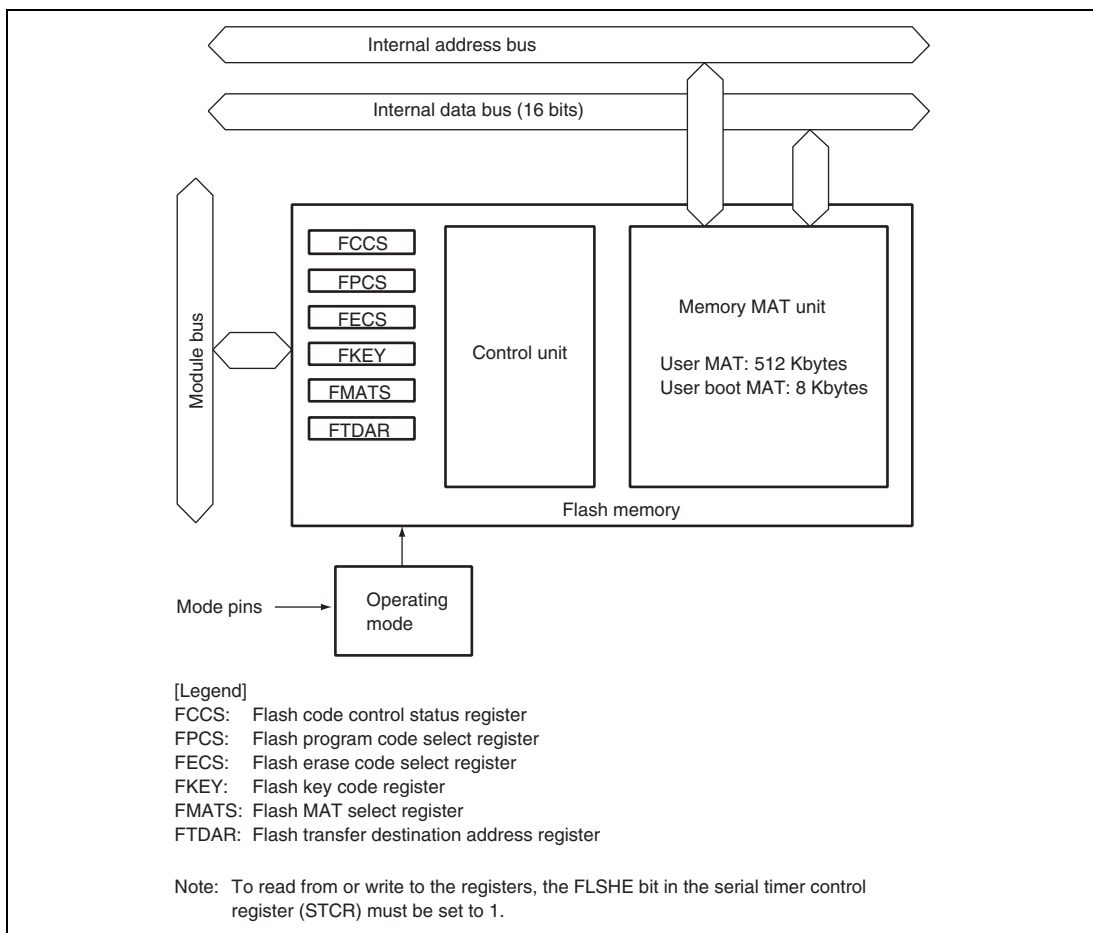 Internal address bus
Internal data bus (16 bits)
Module bus
FCCS
FPCS
FECS
FKEY
FMATS
FTDAR
Control unit
Memory MAT unit
User MAT: 512 Kbytes
User boot MAT: 8 Kbytes
Flash memory
Mode pins
Operating
mode
[Legend]
FCCS: Flash code control status register
FPCS: Flash program code select register
FECS: Flash erase code select register
FKEY: Flash key code register
FMATS: Flash MAT select register
FTDAR: Flash transfer destination address register
Note: To read from or write to the registers, the FLSHE bit in the serial timer control
register (STCR) must be set to 1.